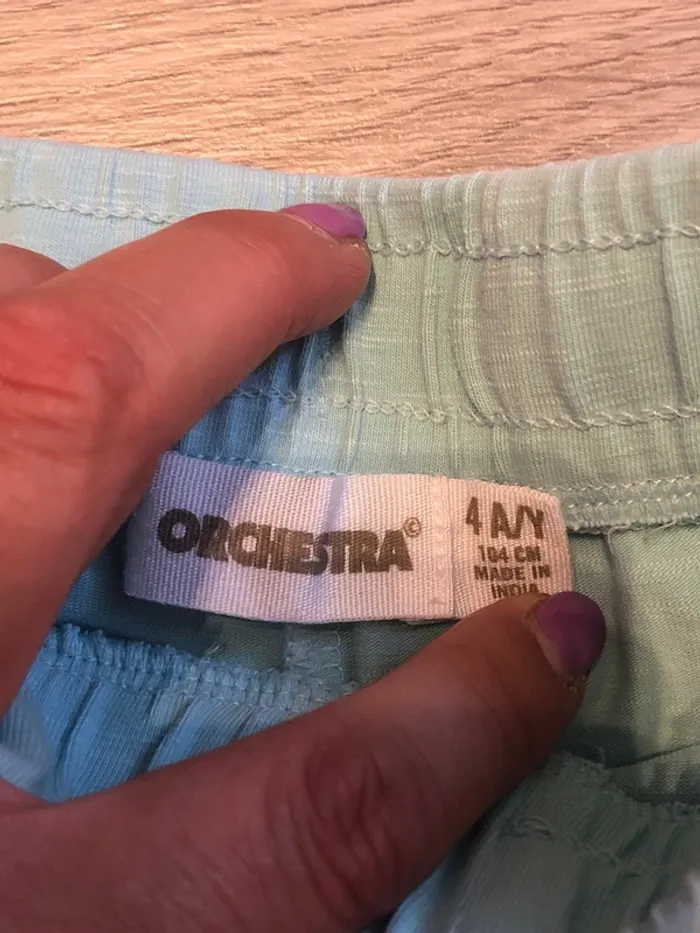 ORCHESTRA©
4 A/Y
104 CM
MADE IN
INDIA